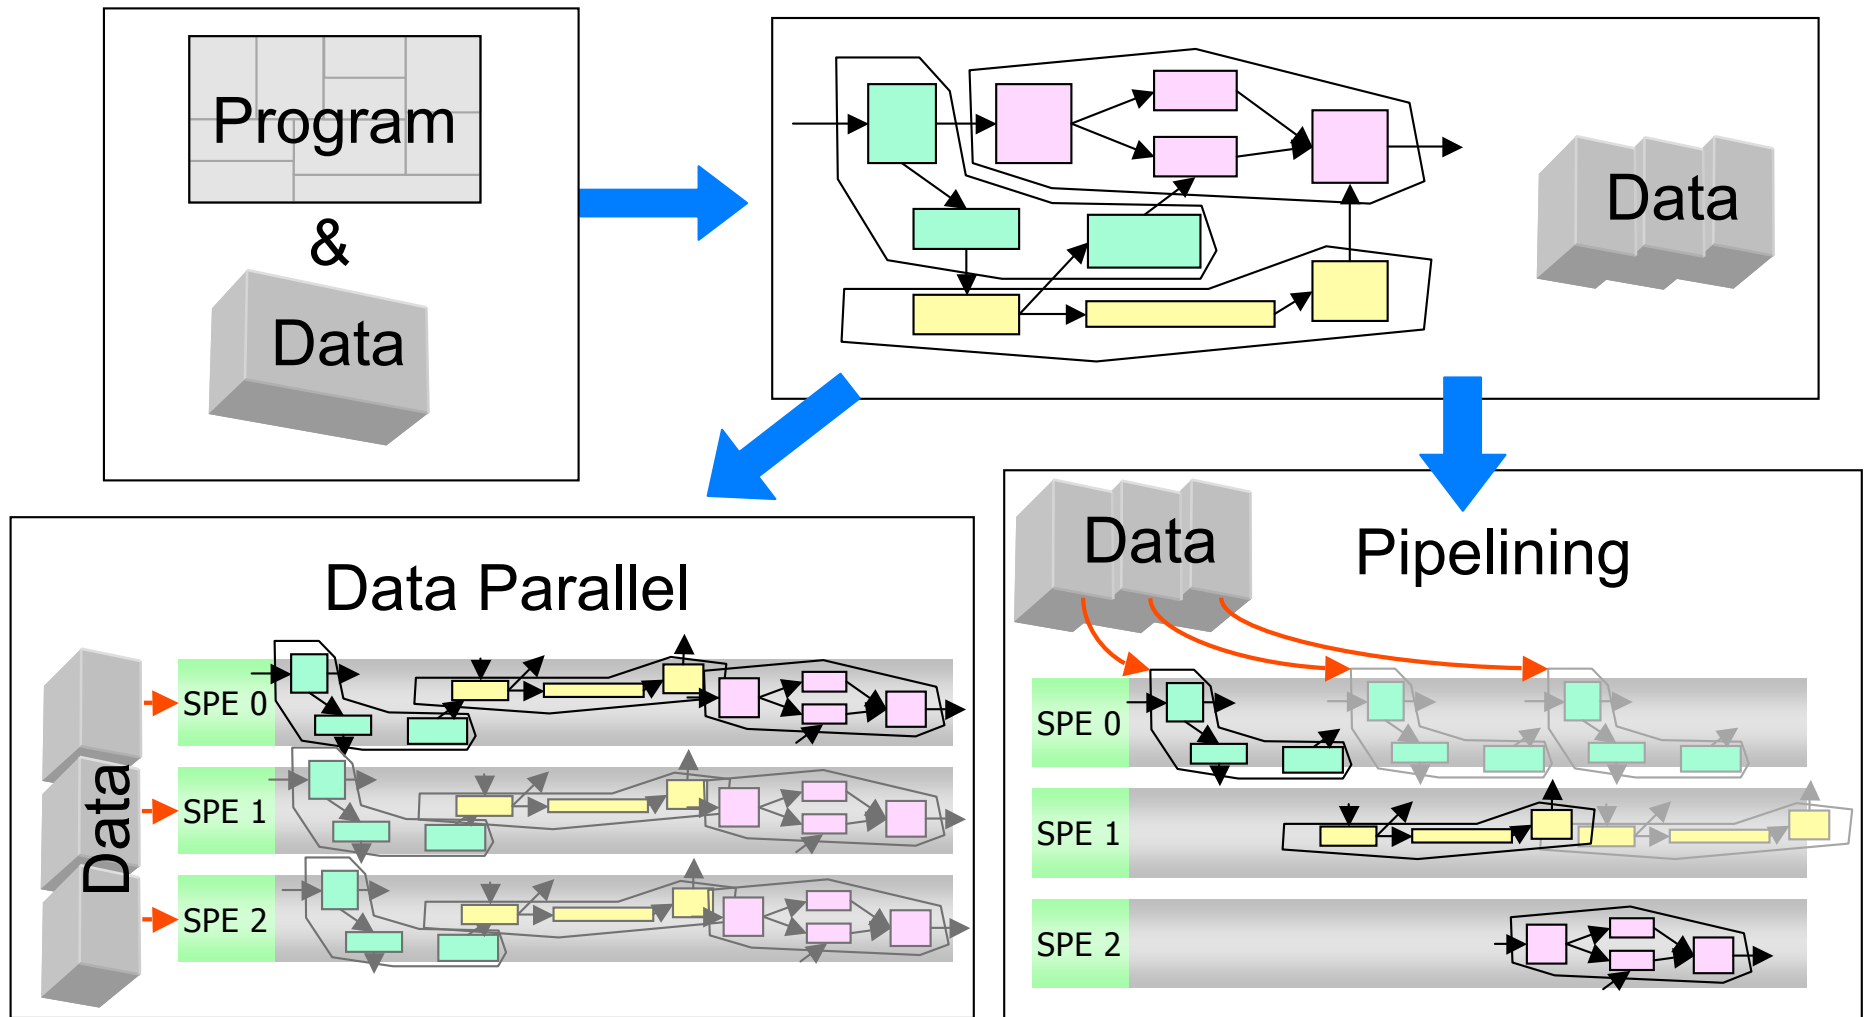 Program
&
Data
Data
Data Parallel
Data
SPE 0
SPE 1
SPE 2
Data
Pipelining
SPE 0
SPE 1
SPE 2